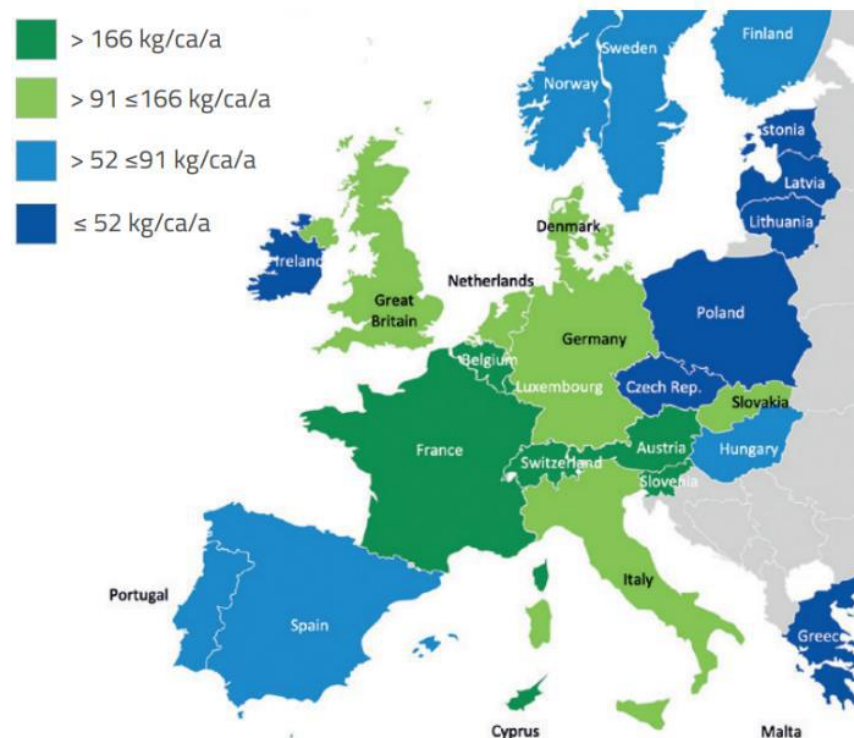 > 166 kg/ca/a
> 91 ≤166 kg/ca/a
> 52 ≤91 kg/ca/a
≤ 52 kg/ca/a
Finland
Sweden
Norway
stonia
Latvia
Lithuania
Denmark
Ireland
Netherlands
Great
Britain
Poland
Germany
Belgium
Luxembourg
Czech Rep.
Slovakia
France
Austria
Hungary
Switzerland
Slovenia
Portugal
Italy
Spain
Greec
Cyprus
Malta